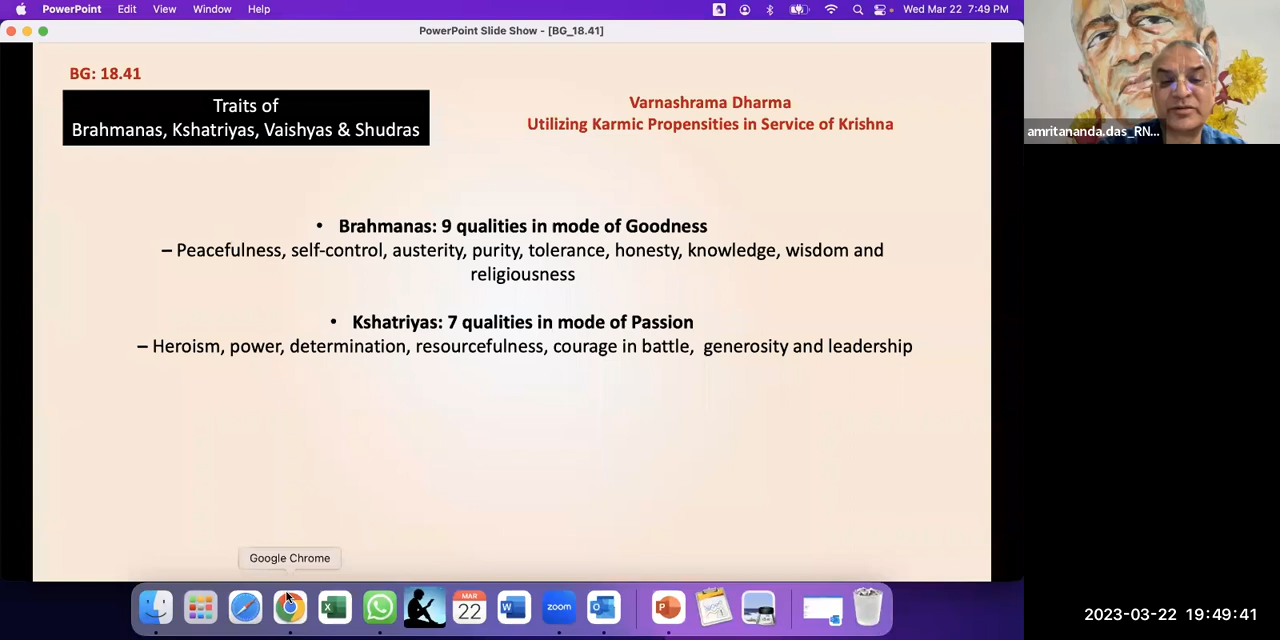 PowerPoint Edit View Window Help
Wed Mar 22 7:49 PM
PowerPoint Slide Show - [BG_18.41]
BG: 18.41
Traits of
Brahmanas, Kshatriyas, Vaishyas & Shudras
Varnashrama Dharma
Utilizing Karmic Propensities in Service of Krishna
• Brahmanas: 9 qualities in mode of Goodness
– Peacefulness, self-control, austerity, purity, tolerance, honesty, knowledge, wisdom and
religiousness
• Kshatriyas: 7 qualities in mode of Passion
– Heroism, power, determination, resourcefulness, courage in battle, generosity and leadership
amritananda.das_RN...
Google Chrome
MAR
22
zoom
2023-03-22 19:49:41